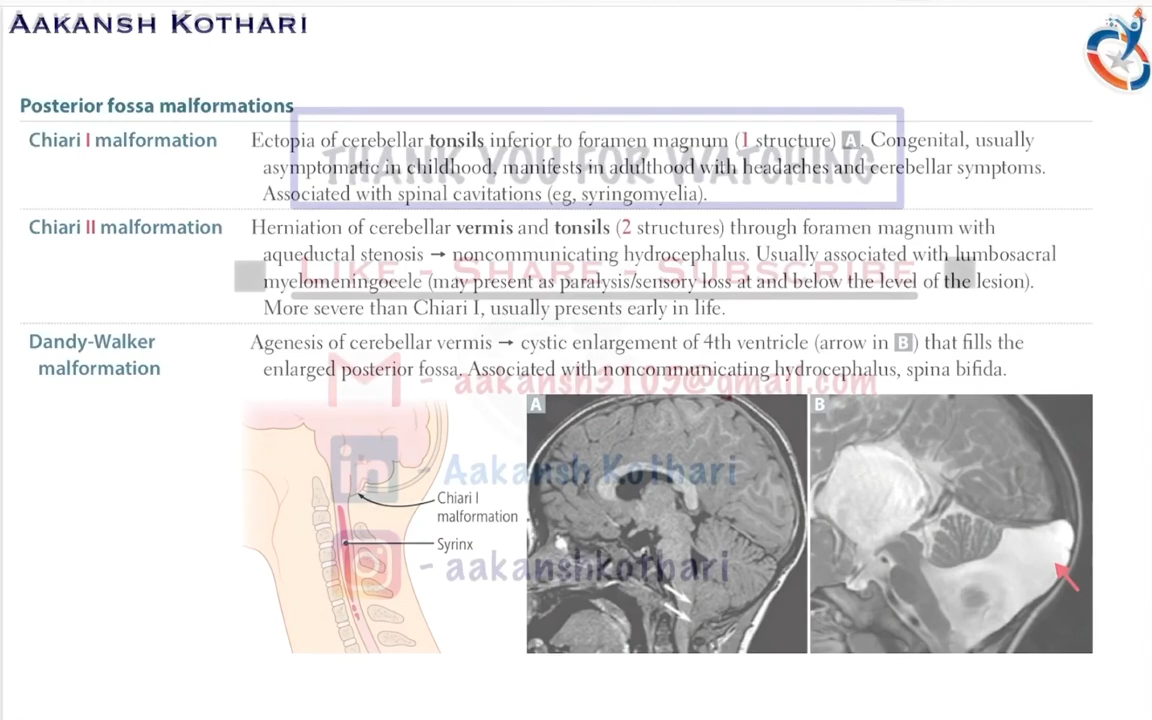 AAKANSH KOTHARI
Posterior fossa malformations
Chiari I malformation
Ectopia of cerebellar tonsils inferior to foramen magnum (1 structure) A. Congenital, usually
asymptomatic in childhood, manifests in adulthood with headaches and cerebellar symptoms.
Associated with spinal cavitations (eg, syringomyelia).
THANK YOU FOR WATCHING
Chiari II malformation
Herniation of cerebellar vermis and tonsils (2 structures) through foramen magnum with
aqueductal stenosis → noncommunicating hydrocephalus. Usually associated with lumbosacral
myelomeningocele (may present as paralysis/sensory loss at and below the level of the lesion).
More severe than Chiari I, usually presents early in life.
LIKE - SHARE - SUBSCRIBE
Dandy-Walker
malformation
Agenesis of cerebellar vermis → cystic enlargement of 4th ventricle (arrow in B) that fills the
enlarged posterior fossa. Associated with noncommunicating hydrocephalus, spina bifida.
- aakansh3109@gmail.com
A
B
in
Aakansh Kothari
Chiari I
malformation
Syrinx
- aakanshkothari